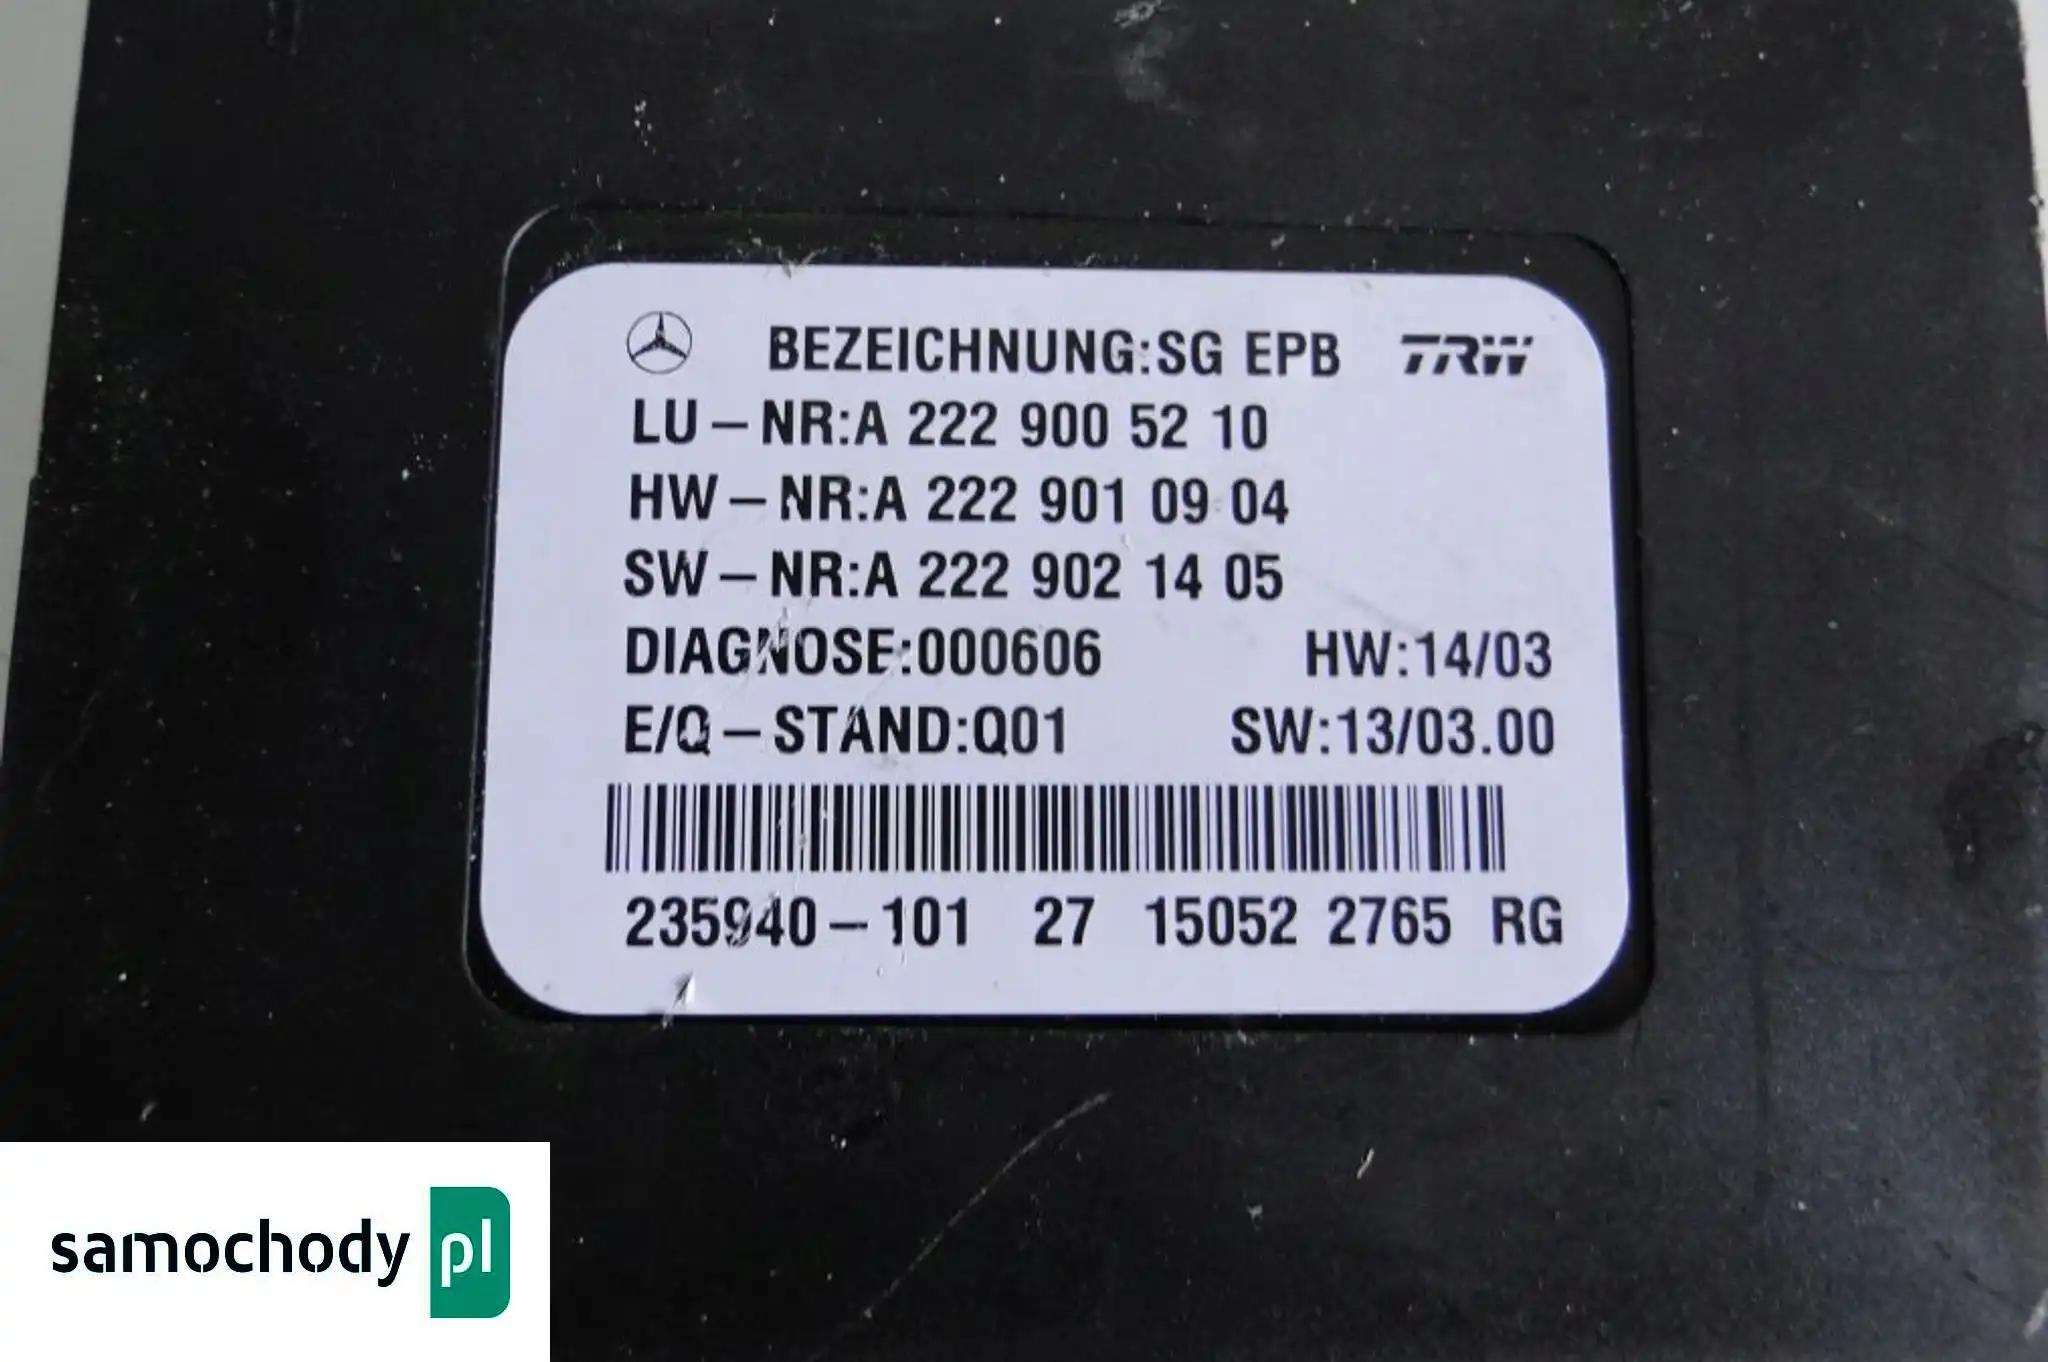 BEZEICHNUNG:SG EPB TRW
LU-NR:A 222 900 52 10
HW-NR:A 222 901 09 04
SW-NR:A 222 902 14 05
DIAGNOSE:000606 HW:14/03
E/Q-STAND:Q01 SW:13/03.00
235940-101 27 15052 2765 RG
samochody pl